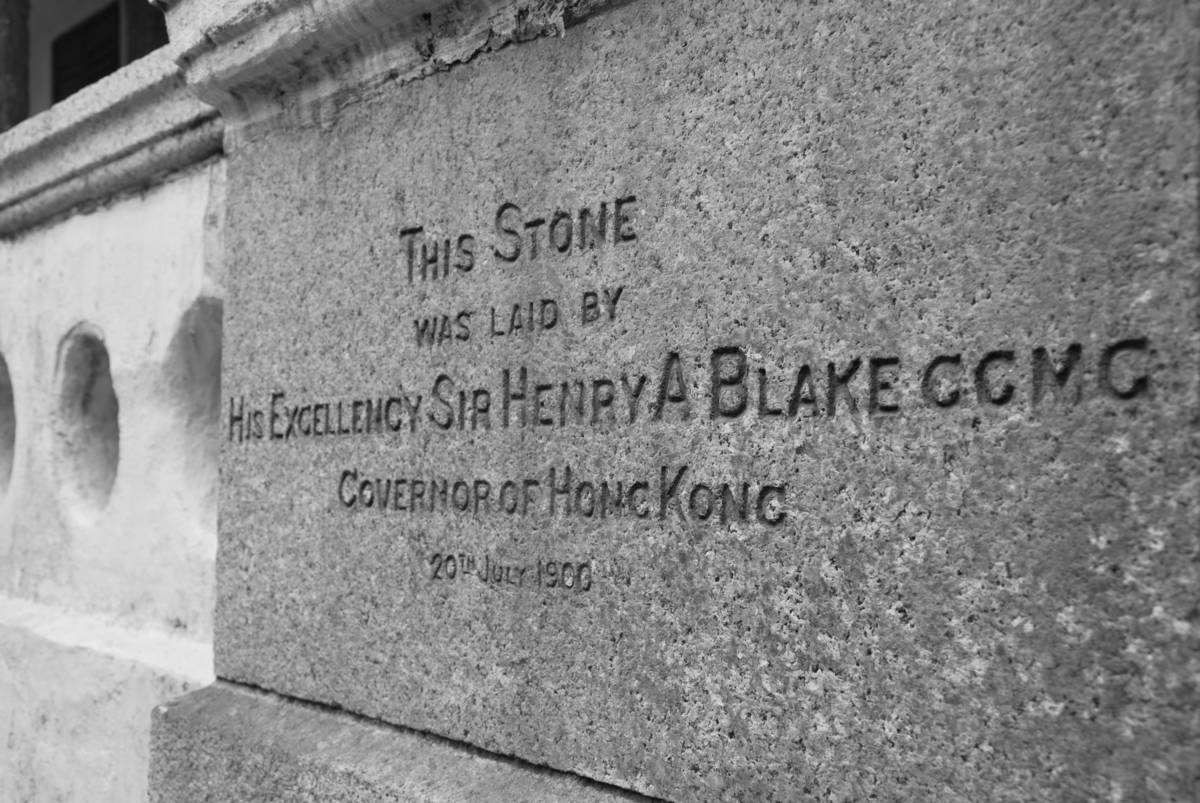 THIS STONE
WAS LAID BY
HIS EXCELLENCY SIR HENRY A BLAKE GCMG
GOVERNOR OF HONG KONG
20TH JULY 1900